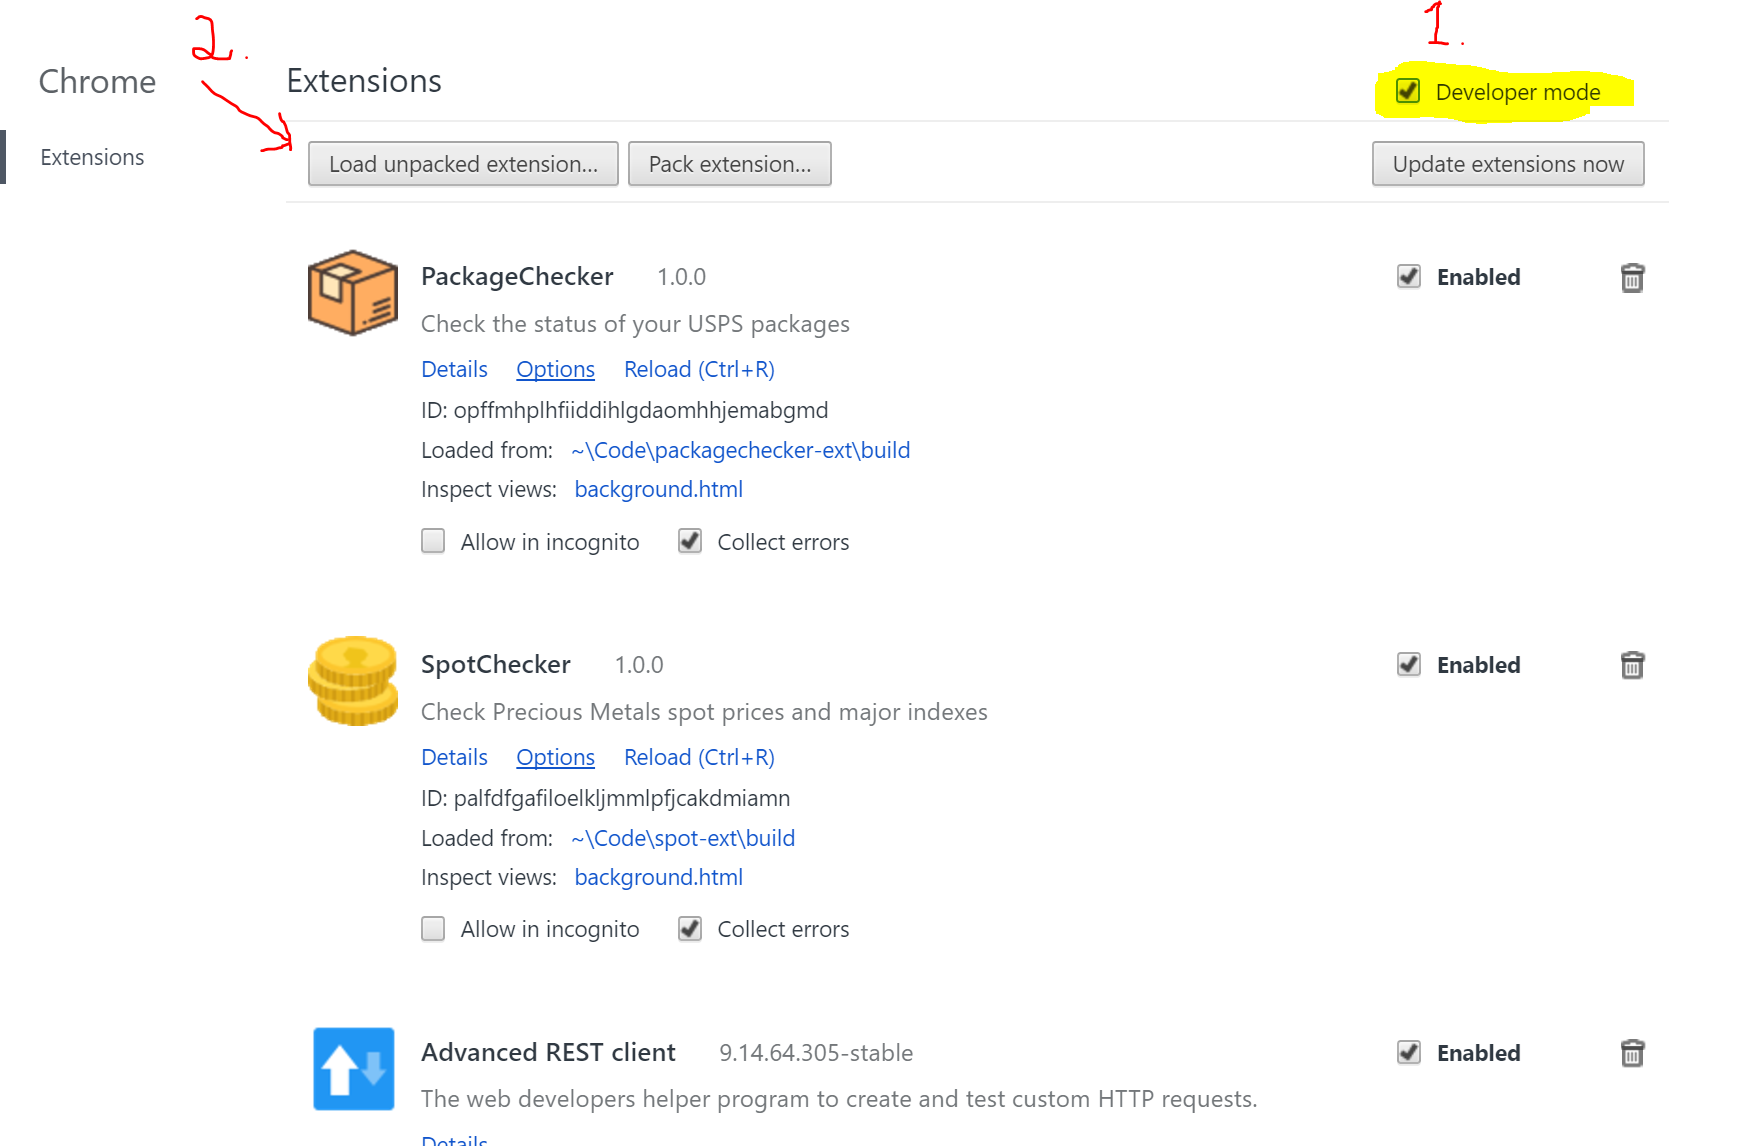 2.
1.
Chrome
Extensions
Developer mode
Extensions
Load unpacked extension...
Pack extension...
Update extensions now
PackageChecker 1.0.0
Enabled
Check the status of your USPS packages
Details Options Reload (Ctrl+R)
ID: opffmhplhfiiddihlgdaomhhjemabgmd
Loaded from: ~\Code\packagechecker-ext\build
Inspect views: background.html
Allow in incognito Collect errors
SpotChecker 1.0.0
Enabled
Check Precious Metals spot prices and major indexes
Details Options Reload (Ctrl+R)
ID: palfdfgafiloelkljmmlpfjcakdmiamn
Loaded from: ~\Code\spot-ext\build
Inspect views: background.html
Allow in incognito Collect errors
Advanced REST client 9.14.64.305-stable
Enabled
The web developers helper program to create and test custom HTTP requests.
Details